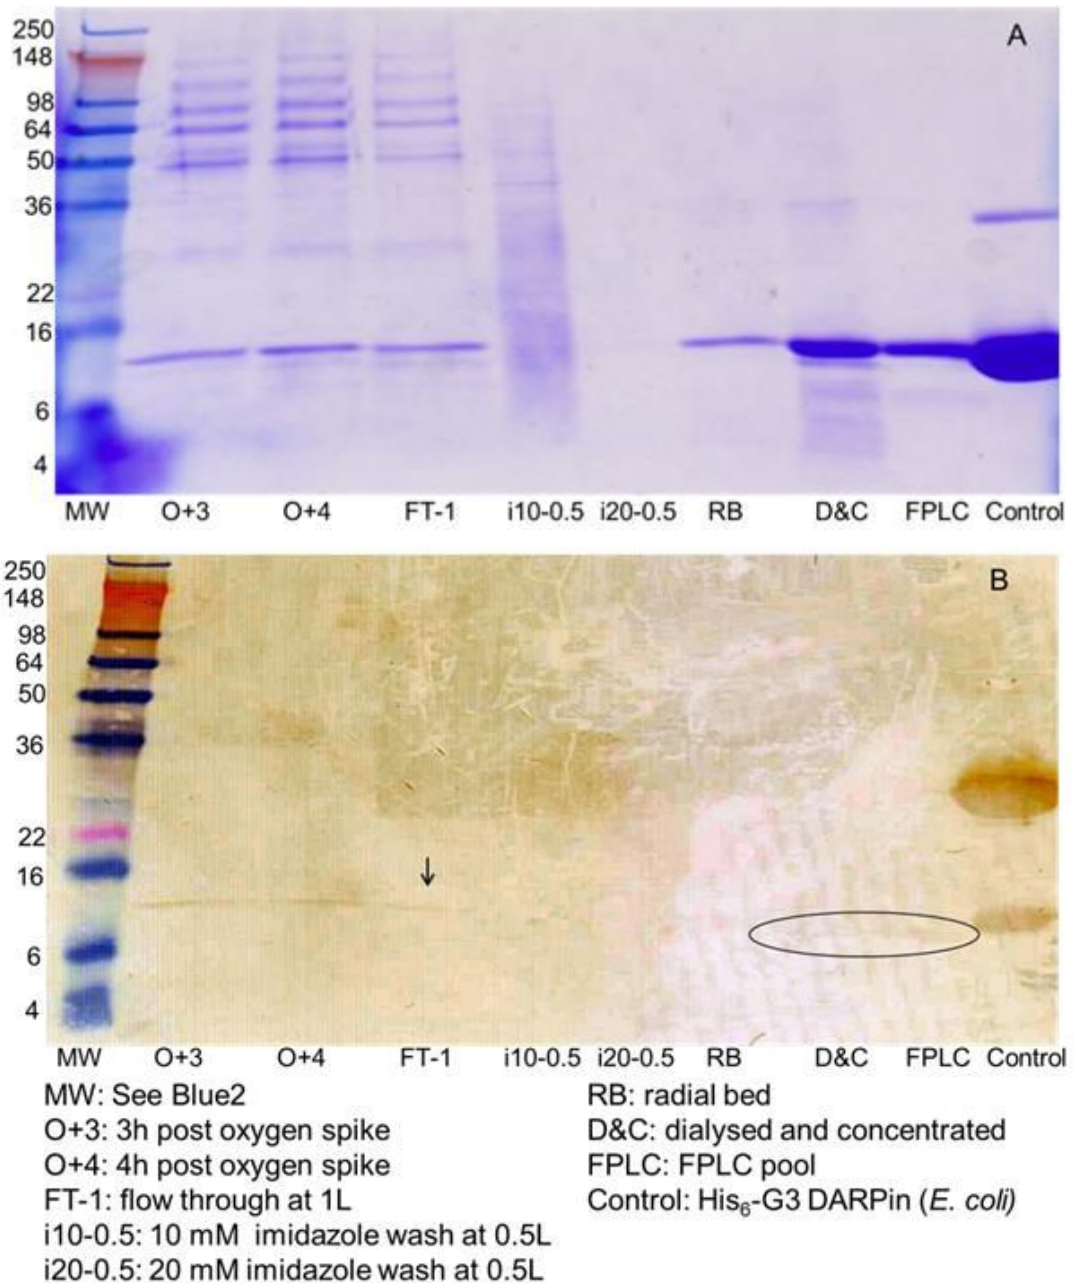 A
250
148
98
64
50
36
22
16
6
4
MW O+3 O+4 FT-1 i10-0.5 i20-0.5 RB D&C FPLC Control
B
250
148
98
64
50
36
22
16
6
4
MW O+3 O+4 FT-1 i10-0.5 i20-0.5 RB D&C FPLC Control
MW: See Blue2
O+3: 3h post oxygen spike
O+4: 4h post oxygen spike
FT-1: flow through at 1L
i10-0.5: 10 mM imidazole wash at 0.5L
i20-0.5: 20 mM imidazole wash at 0.5L
RB: radial bed
D&C: dialysed and concentrated
FPLC: FPLC pool
Control: His₆-G3 DARPin (E. coli)